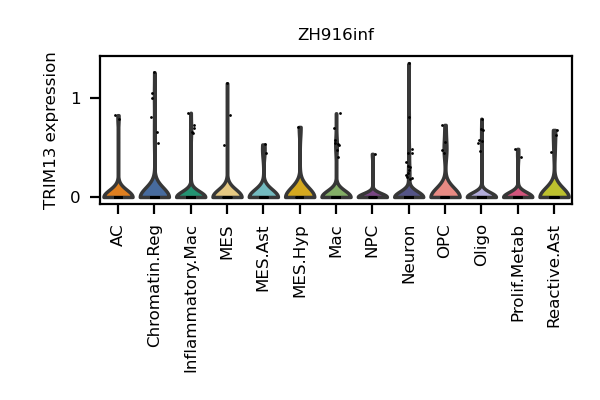 ZH916inf
TRIM13 expression
1
0
AC
Chromatin.Reg
Inflammatory.Mac
MES
MES.Ast
MES.Hyp
Mac
NPC
Neuron
OPC
Oligo
Prolif.Metab
Reactive.Ast